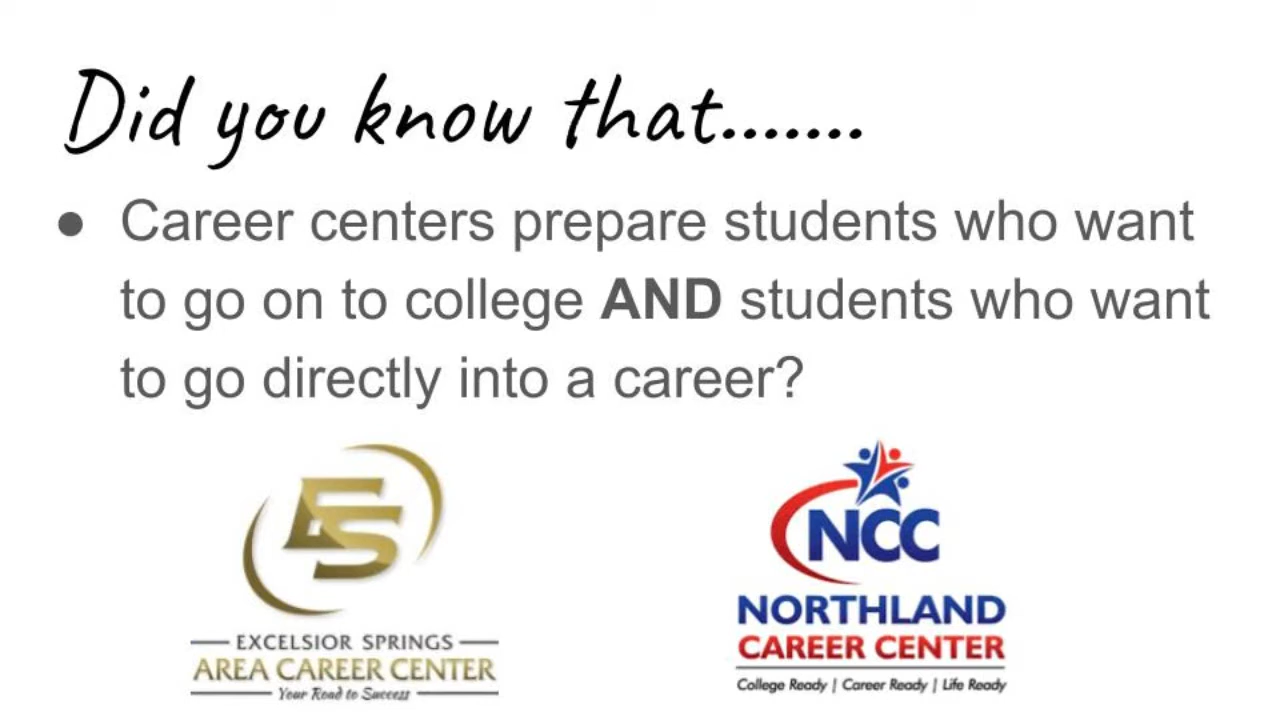 Did you know that.......
● Career centers prepare students who want
to go on to college AND students who want
to go directly into a career?
ES
EXCELSIOR SPRINGS
AREA CAREER CENTER
Your Road to Success
NCC
NORTHLAND
CAREER CENTER
College Ready | Career Ready | Life Ready